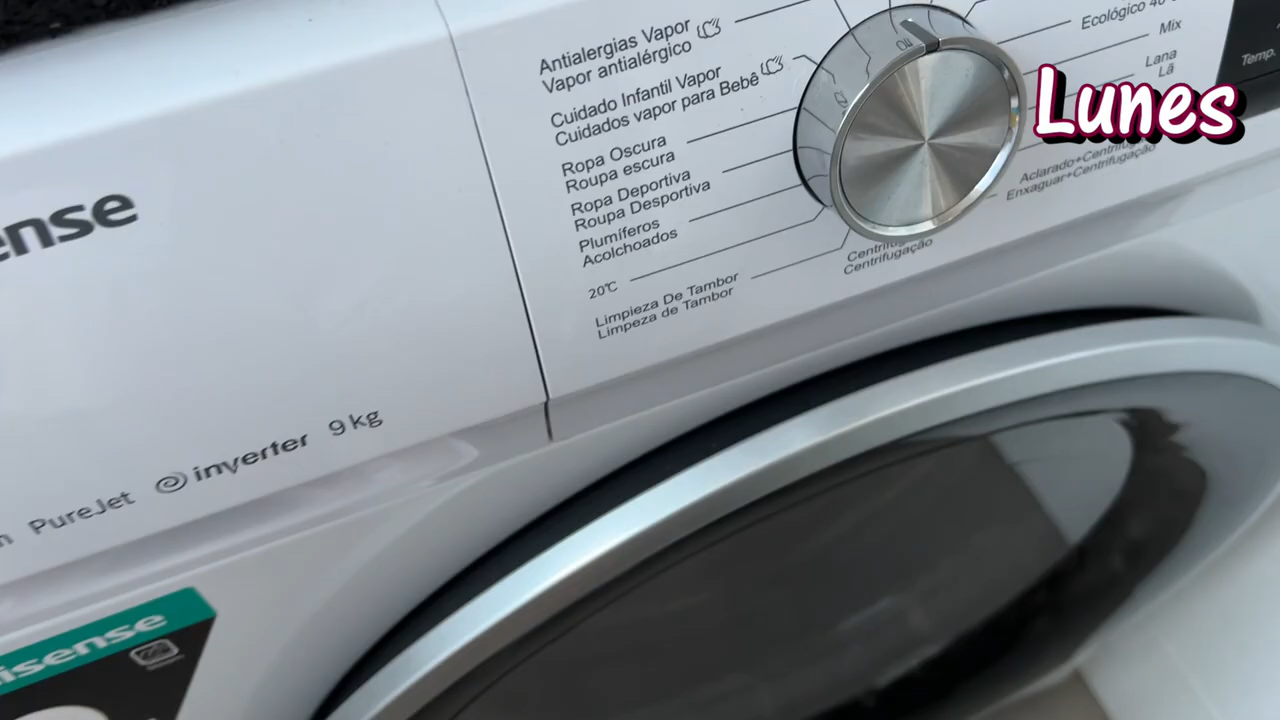 Antialergias Vapor
Vapor antialérgico
Cuidado Infantil Vapor
Cuidados vapor para Bebê
Ropa Oscura
Roupa escura
Ropa Deportiva
Roupa Desportiva
Plumíferos
Acolchoados
20℃
Limpieza De Tambor
Limpeza de Tambor
Centrifugação
Ecológico 40
Mix
Lana
Lã
Aclarado+
Enxaguar+Centrifugação
Temp.
Lunes
PureJet inverter 9kg